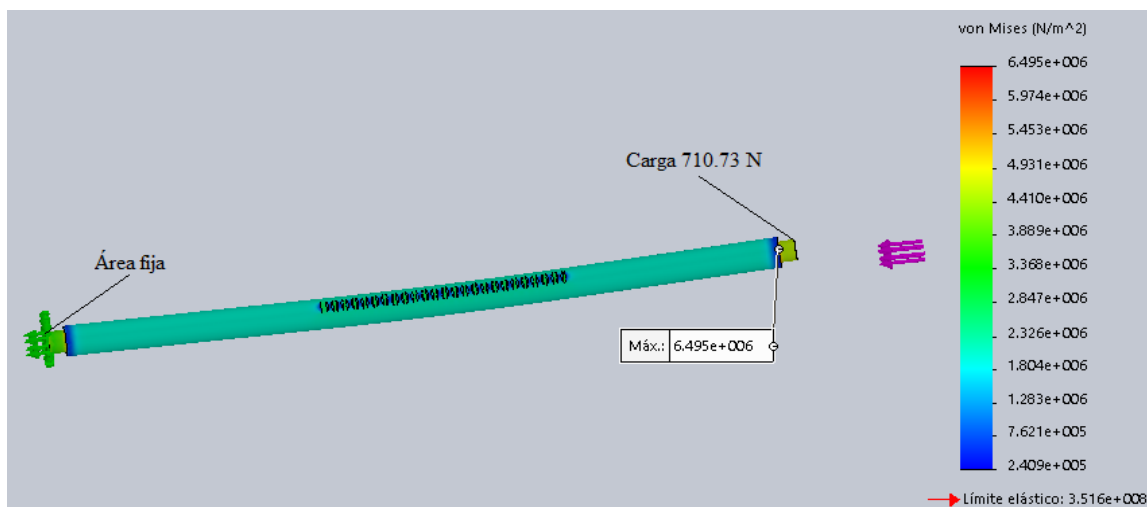 von Mises (N/m^2)
6.495e+006
5.974e+006
5.453e+006
4.931e+006
4.410e+006
3.889e+006
3.368e+006
2.847e+006
2.326e+006
1.804e+006
1.283e+006
7.621e+005
2.409e+005
Límite elástico: 3.516e+008
Carga 710.73 N
Área fija
Máx.: 6.495e+006